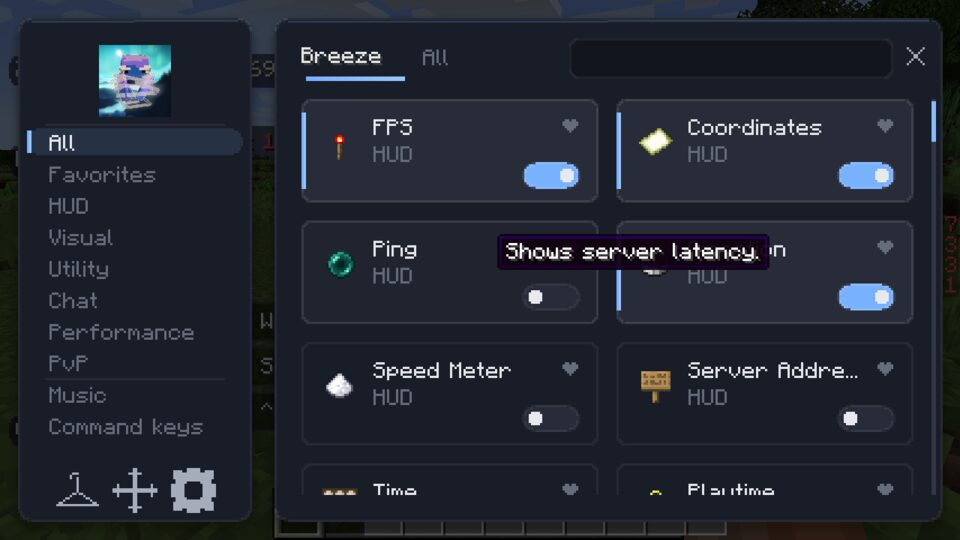 All
Favorites
HUD
Visual
Utility
Chat
Performance
PvP
Music
Command keys
Breeze
All
FPS
HUD
Coordinates
HUD
Ping
HUD
Shows server latency.
HUD
Speed Meter
HUD
Server Addre...
HUD
Time
Playtime